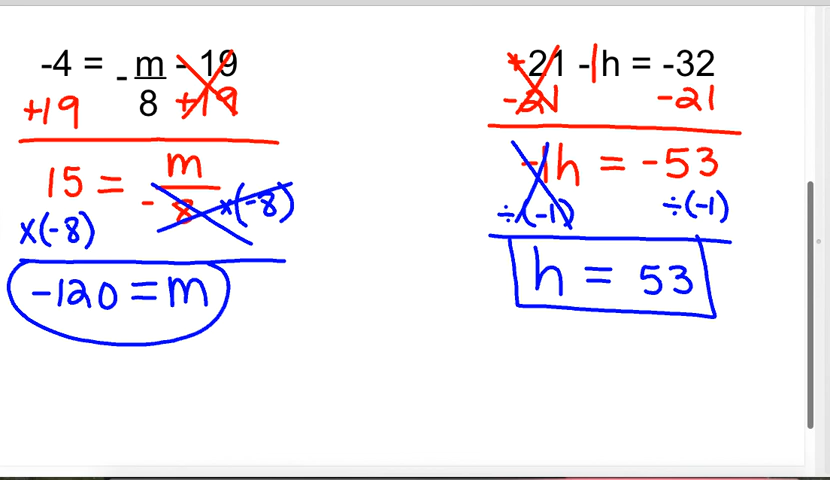 -4 = - m/8 - 19
+19 +19
15 = m/-8 x(-8)
x(-8)
-120 = m
+21 -1h = -32
-21 -21
-1h = -53
÷(-1) ÷(-1)
h = 53